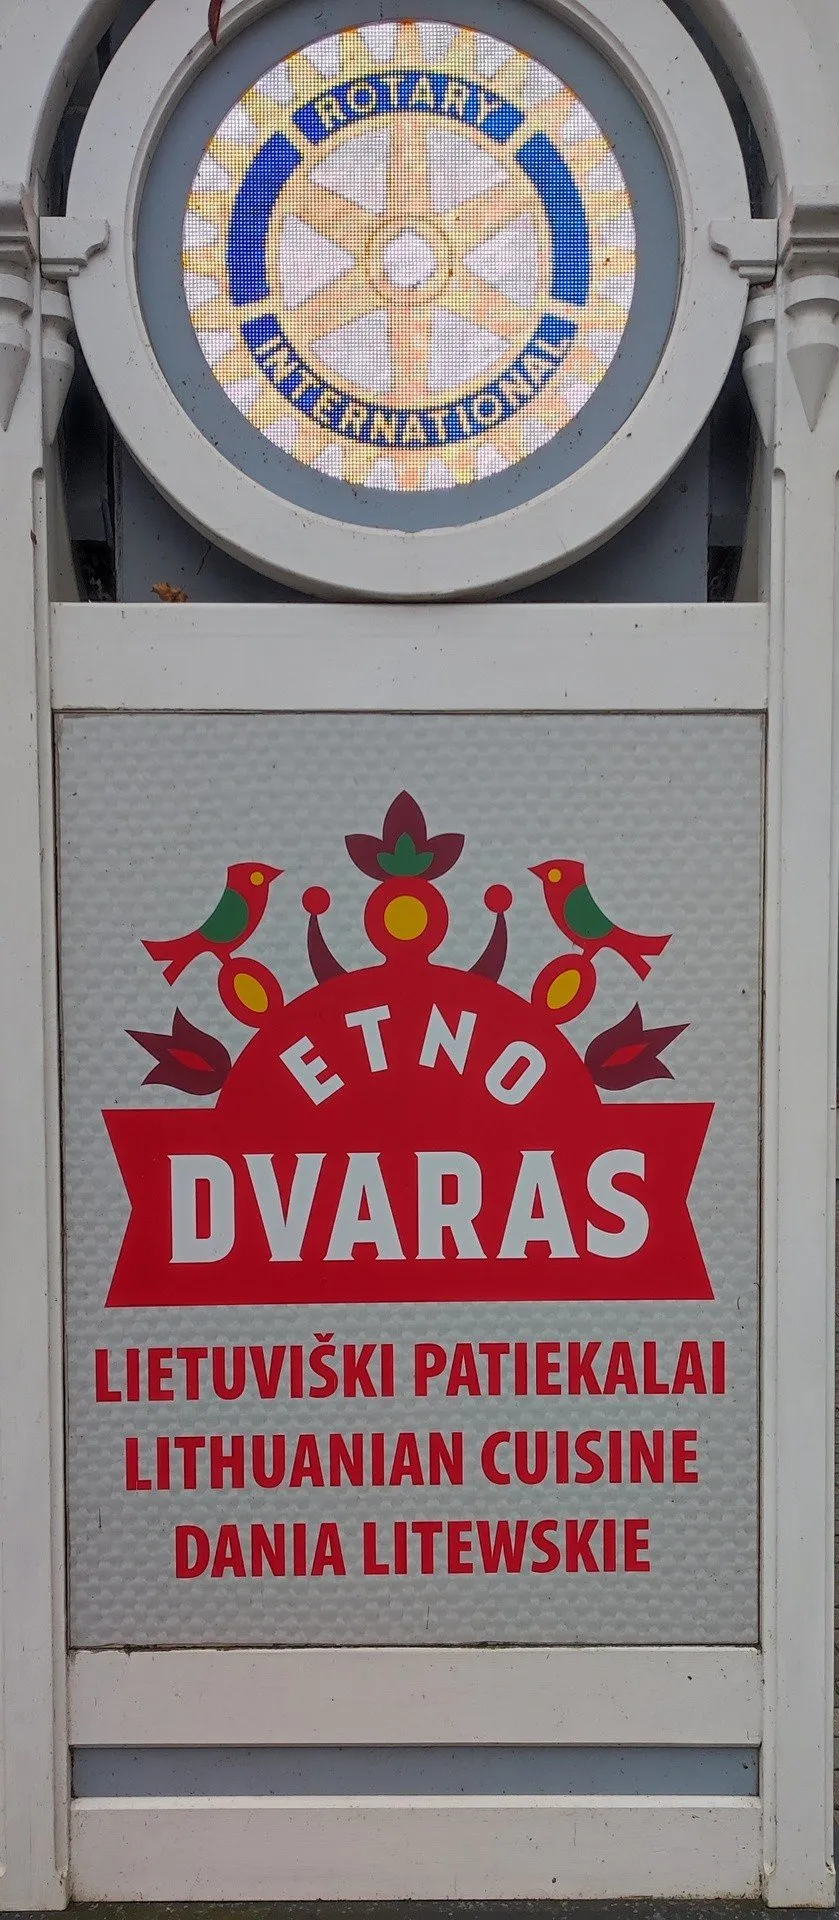 ROTARY
INTERNATIONAL
ETNO
DVARAS
LIETUVIŠKI PATIEKALAI
LITHUANIAN CUISINE
DANIA LITEWSKIE